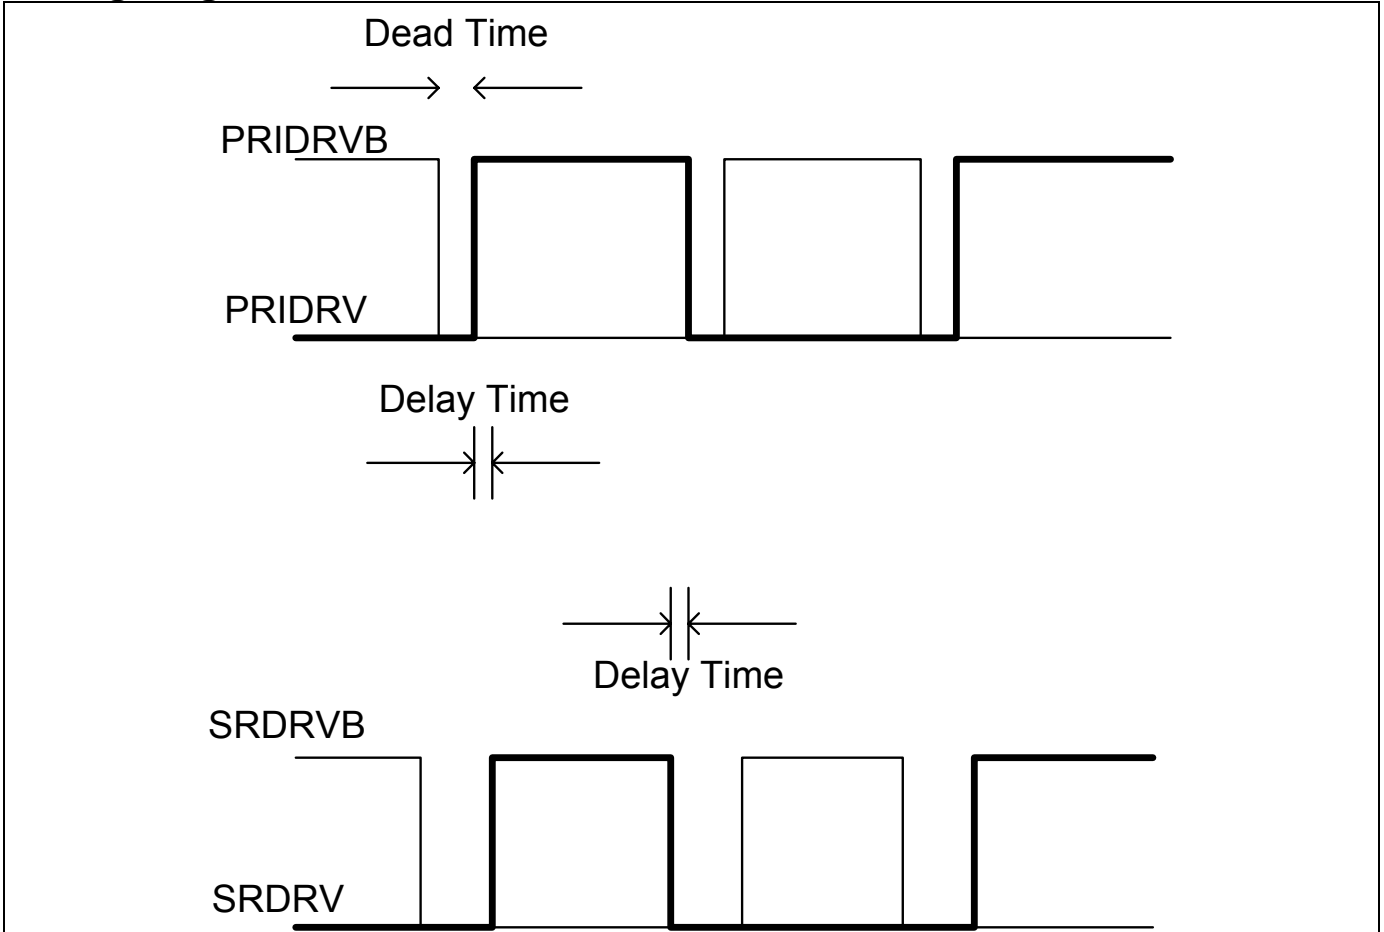 Dead Time
PRIDRVB
PRIDRV
Delay Time
Delay Time
SRDRVB
SRDRV